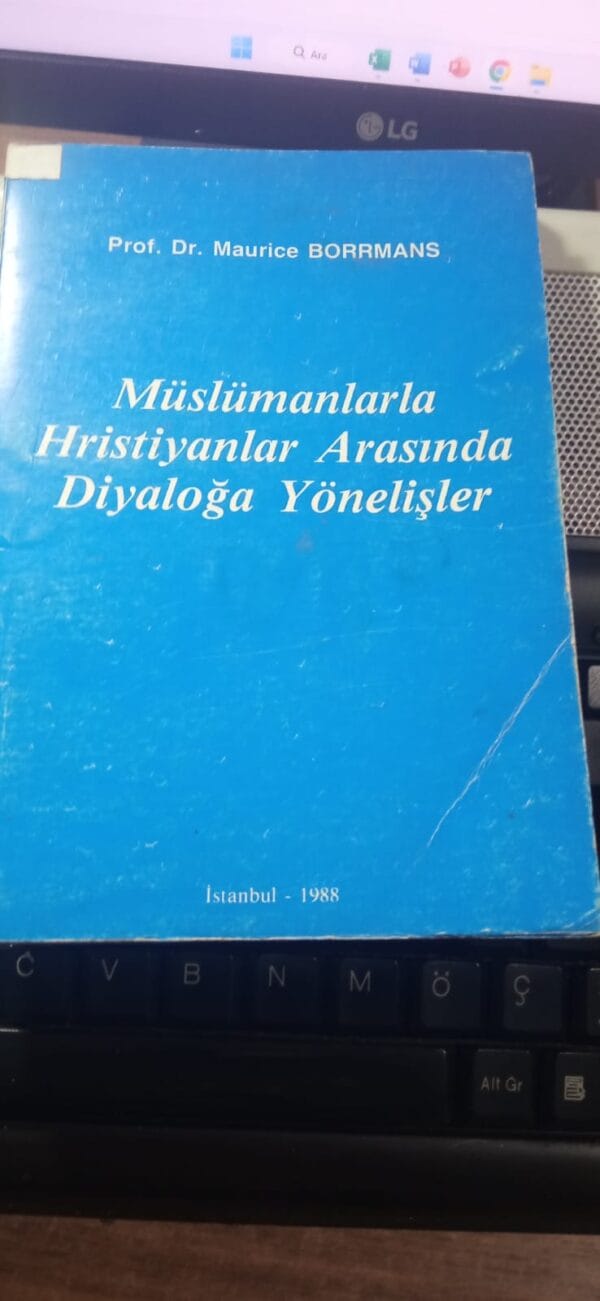 Ara
LG
Prof. Dr. Maurice BORRMANS
Müslümanlarla
Hristiyanlar Arasında
Diyaloğa Yönelişler
İstanbul - 1988
C V B N M Ö Ç
Alt Gr